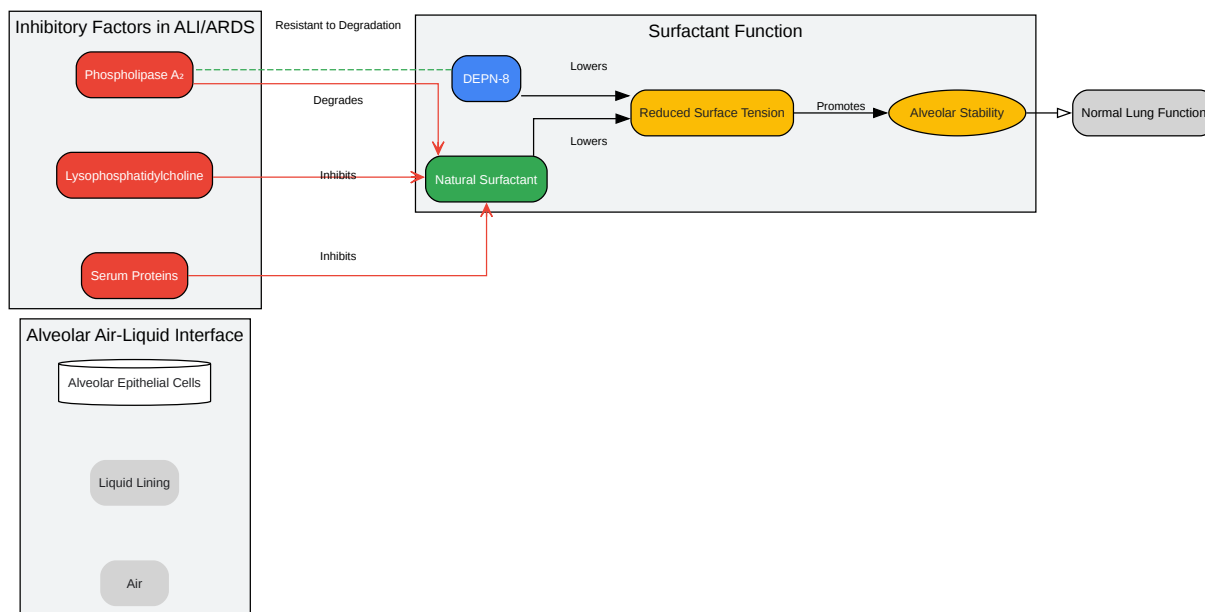 Inhibitory Factors in ALI/ARDS
Phospholipase A₂
Lysophosphatidylcholine
Serum Proteins
Resistant to Degradation
Degrades
Inhibits
Inhibits
Surfactant Function
DEPN-8
Natural Surfactant
Lowers
Lowers
Reduced Surface Tension
Promotes
Alveolar Stability
Normal Lung Function
Alveolar Air-Liquid Interface
Alveolar Epithelial Cells
Liquid Lining
Air